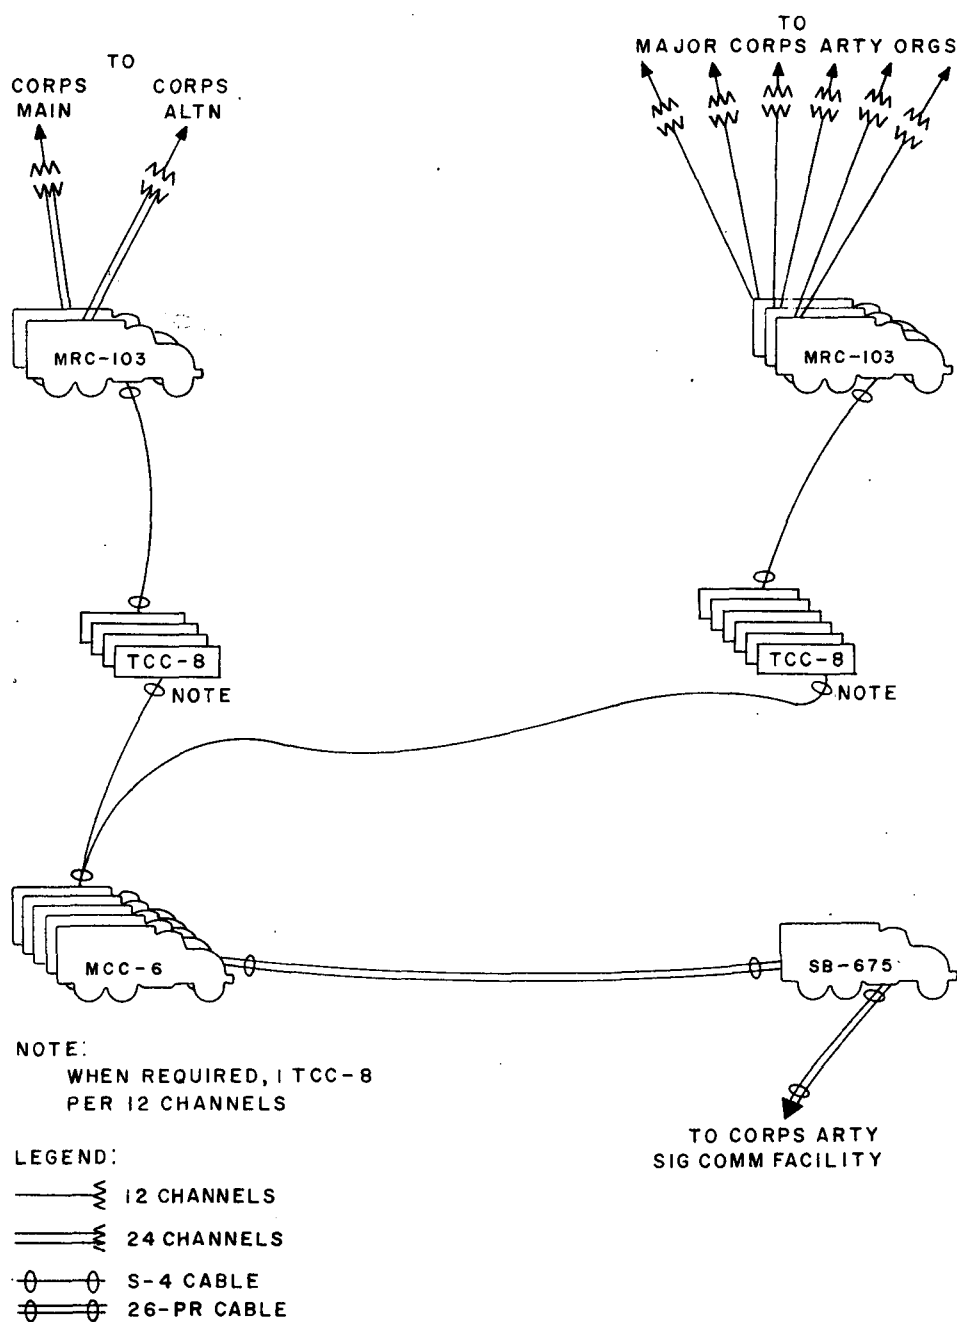 TO
CORPS MAIN
CORPS ALTN
TO
MAJOR CORPS ARTY ORGS
MRC-103
MRC-103
TCC-8
NOTE
TCC-8
NOTE
MCC-6
SB-675
NOTE:
WHEN REQUIRED, 1 TCC-8
PER 12 CHANNELS
TO CORPS ARTY
SIG COMM FACILITY
LEGEND:
12 CHANNELS
24 CHANNELS
S-4 CABLE
26-PR CABLE